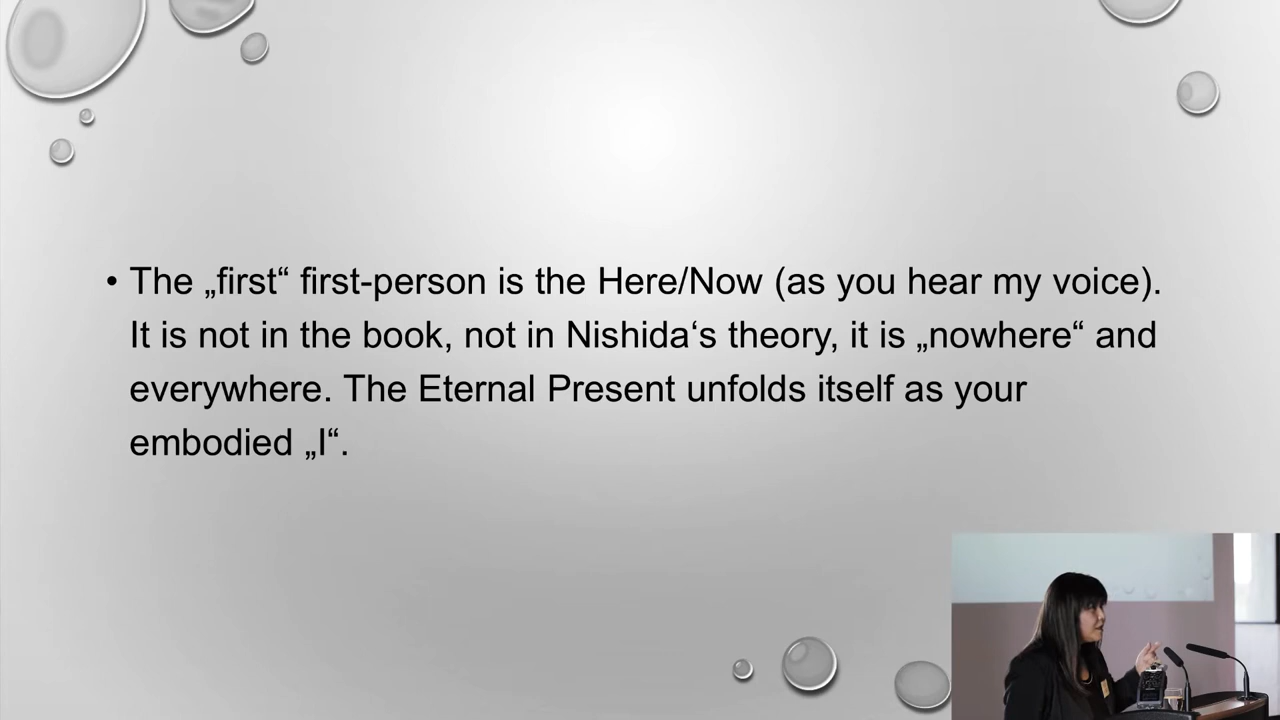 • The „first“ first-person is the Here/Now (as you hear my voice).
It is not in the book, not in Nishida‘s theory, it is „nowhere“ and
everywhere. The Eternal Present unfolds itself as your
embodied „I“.